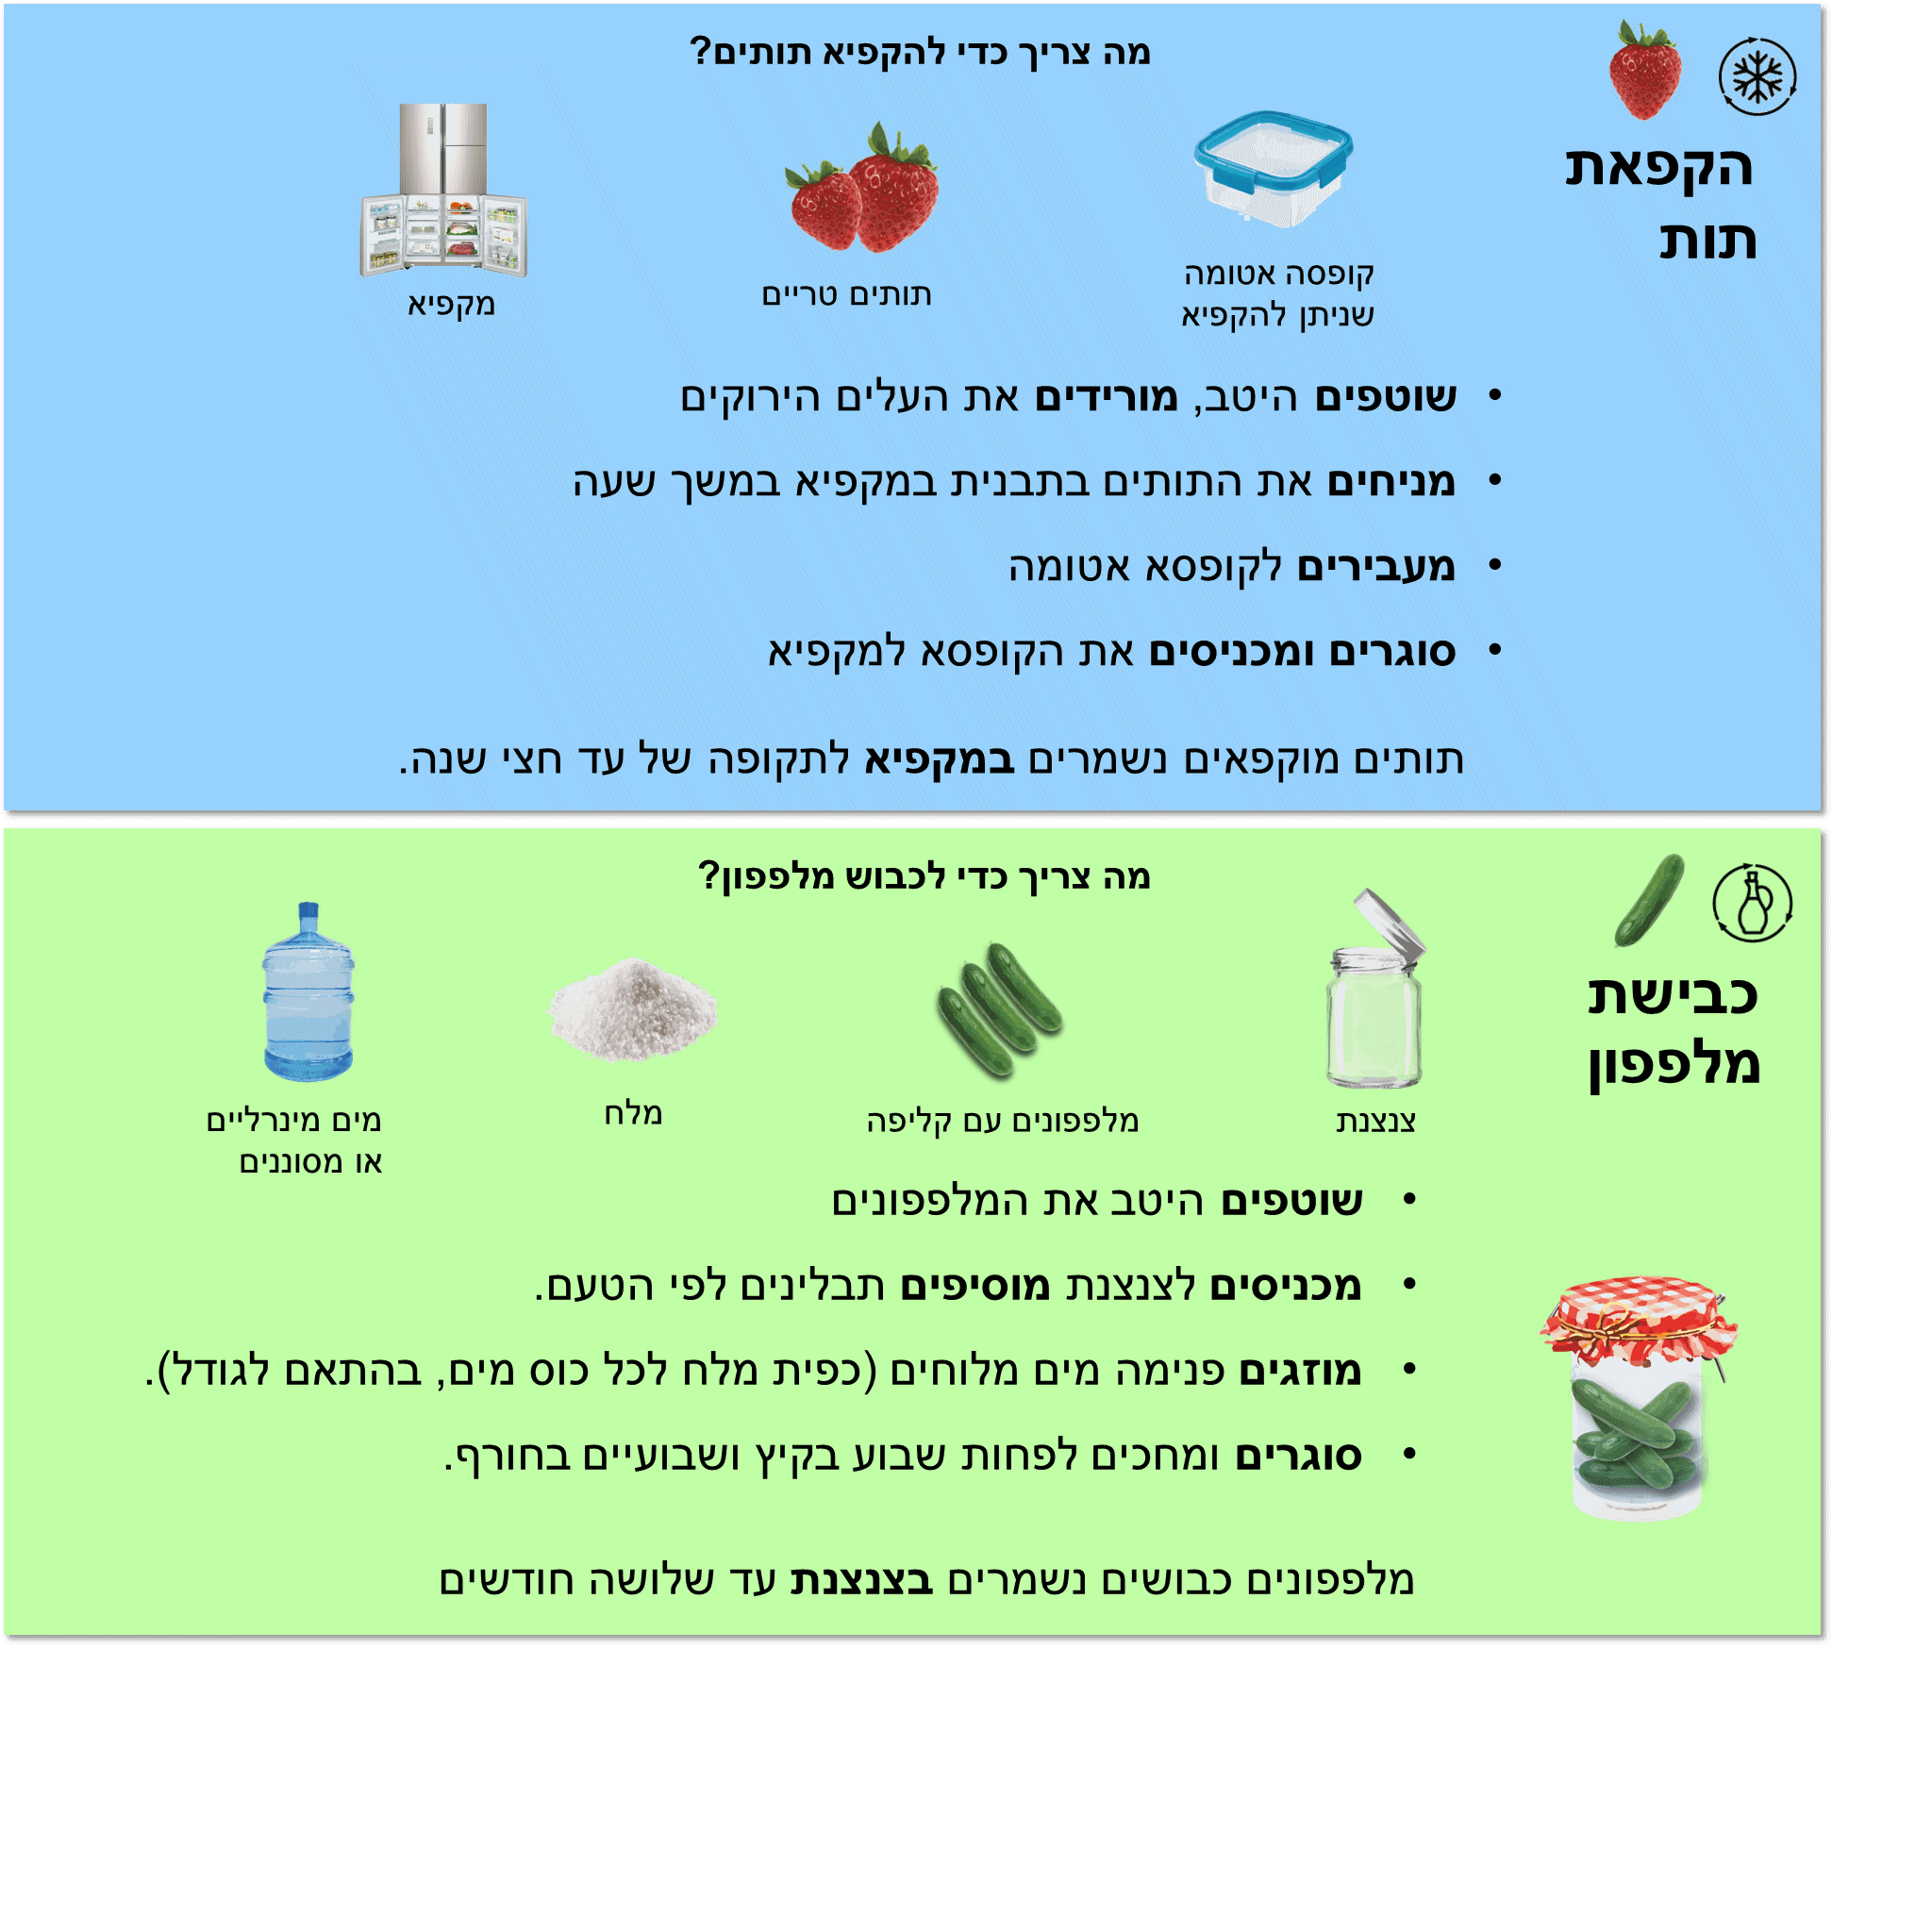 מה צריך כדי להקפיא תותים?
הקפאת
תות
קופסה אטומה
שניתן להקפיא
תותים טריים
מקפיא
• שוטפים היטב, מורידים את העלים הירוקים
• מניחים את התותים בתבנית במקפיא במשך שעה
• מעבירים לקופסא אטומה
• סוגרים ומכניסים את הקופסא למקפיא
תותים מוקפאים נשמרים במקפיא לתקופה של עד חצי שנה.
מה צריך כדי לכבוש מלפפון?
כבישת
מלפפון
צנצנת
מלפפונים עם קליפה
מלח
מים מינרליים
או מסוננים
• שוטפים היטב את המלפפונים
• מכניסים לצנצנת מוסיפים תבלינים לפי הטעם.
• מוזגים פנימה מים מלוחים (כפית מלח לכל כוס מים, בהתאם לגודל).
• סוגרים ומחכים לפחות שבוע בקיץ ושבועיים בחורף.
מלפפונים כבושים נשמרים בצנצנת עד שלושה חודשים